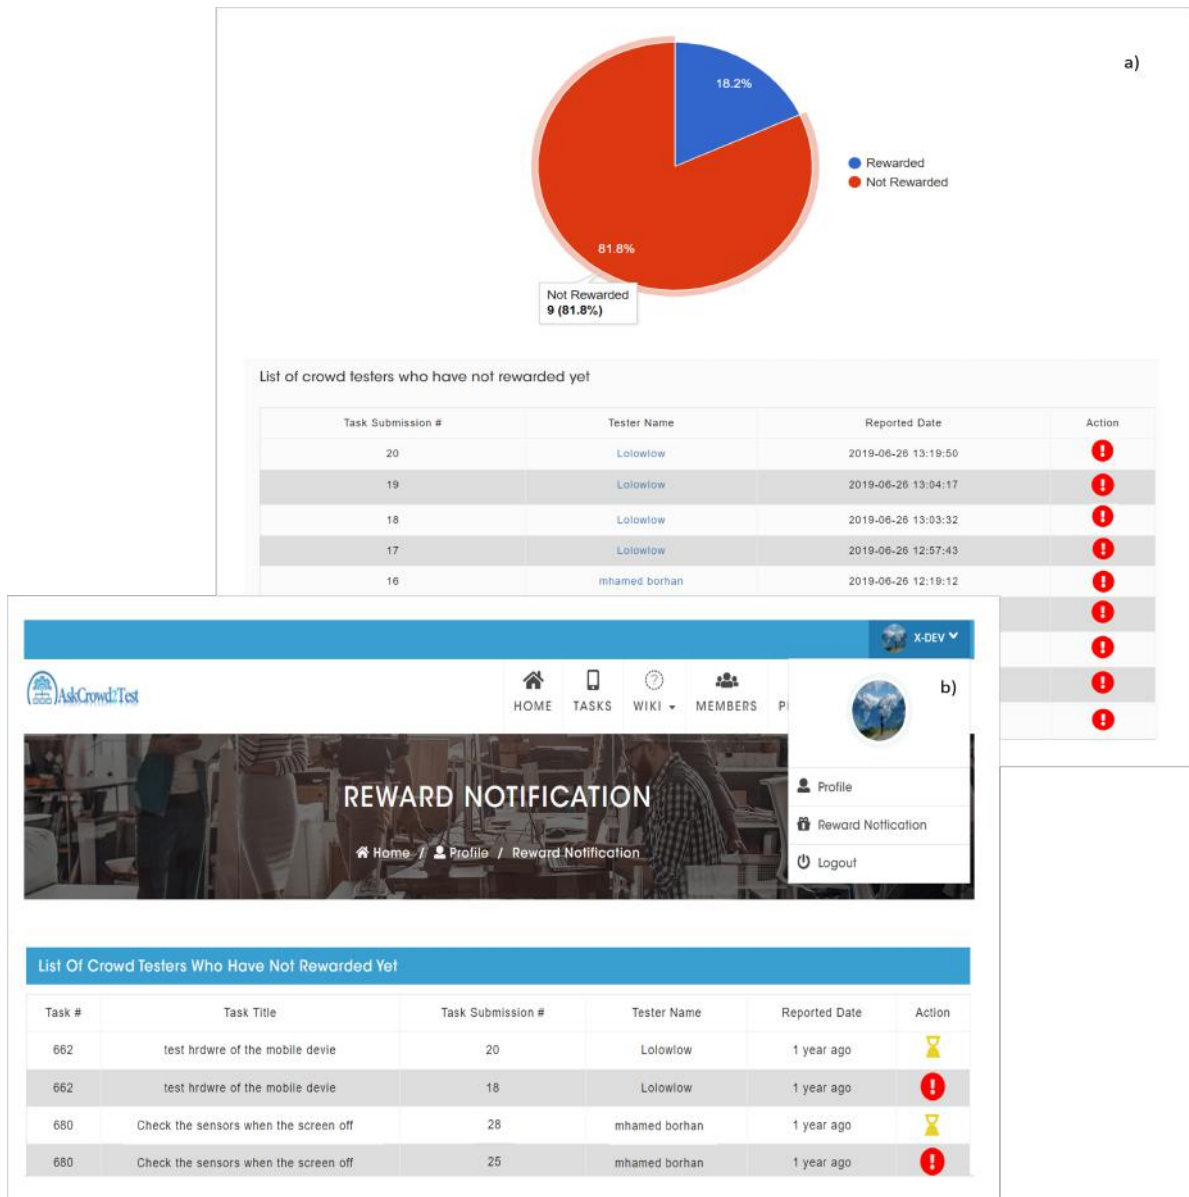 a)
18.2%
Rewarded
Not Rewarded
81.8%
Not Rewarded
9 (81.8%)
List of crowd testers who have not rewarded yet
Task Submission # Tester Name Reported Date Action
20 Lolowlow 2019-06-26 13:19:50
19 Lolowlow 2019-06-26 13:04:17
18 Lolowlow 2019-06-26 13:03:32
17 Lolowlow 2019-06-26 12:57:43
16 mhamed borhan 2019-06-26 12:19:12
X-DEV
b)
AskCrowd2Test
HOME TASKS WIKI MEMBERS
REWARD NOTIFICATION
Home / Profile / Reward Notification
Profile
Reward Notfication
Logout
List Of Crowd Testers Who Have Not Rewarded Yet
Task # Task Title Task Submission # Tester Name Reported Date Action
662 test hrdwre of the mobile devie 20 Lolowlow 1 year ago
662 test hrdwre of the mobile devie 18 Lolowlow 1 year ago
680 Check the sensors when the screen off 28 mhamed borhan 1 year ago
680 Check the sensors when the screen off 25 mhamed borhan 1 year ago